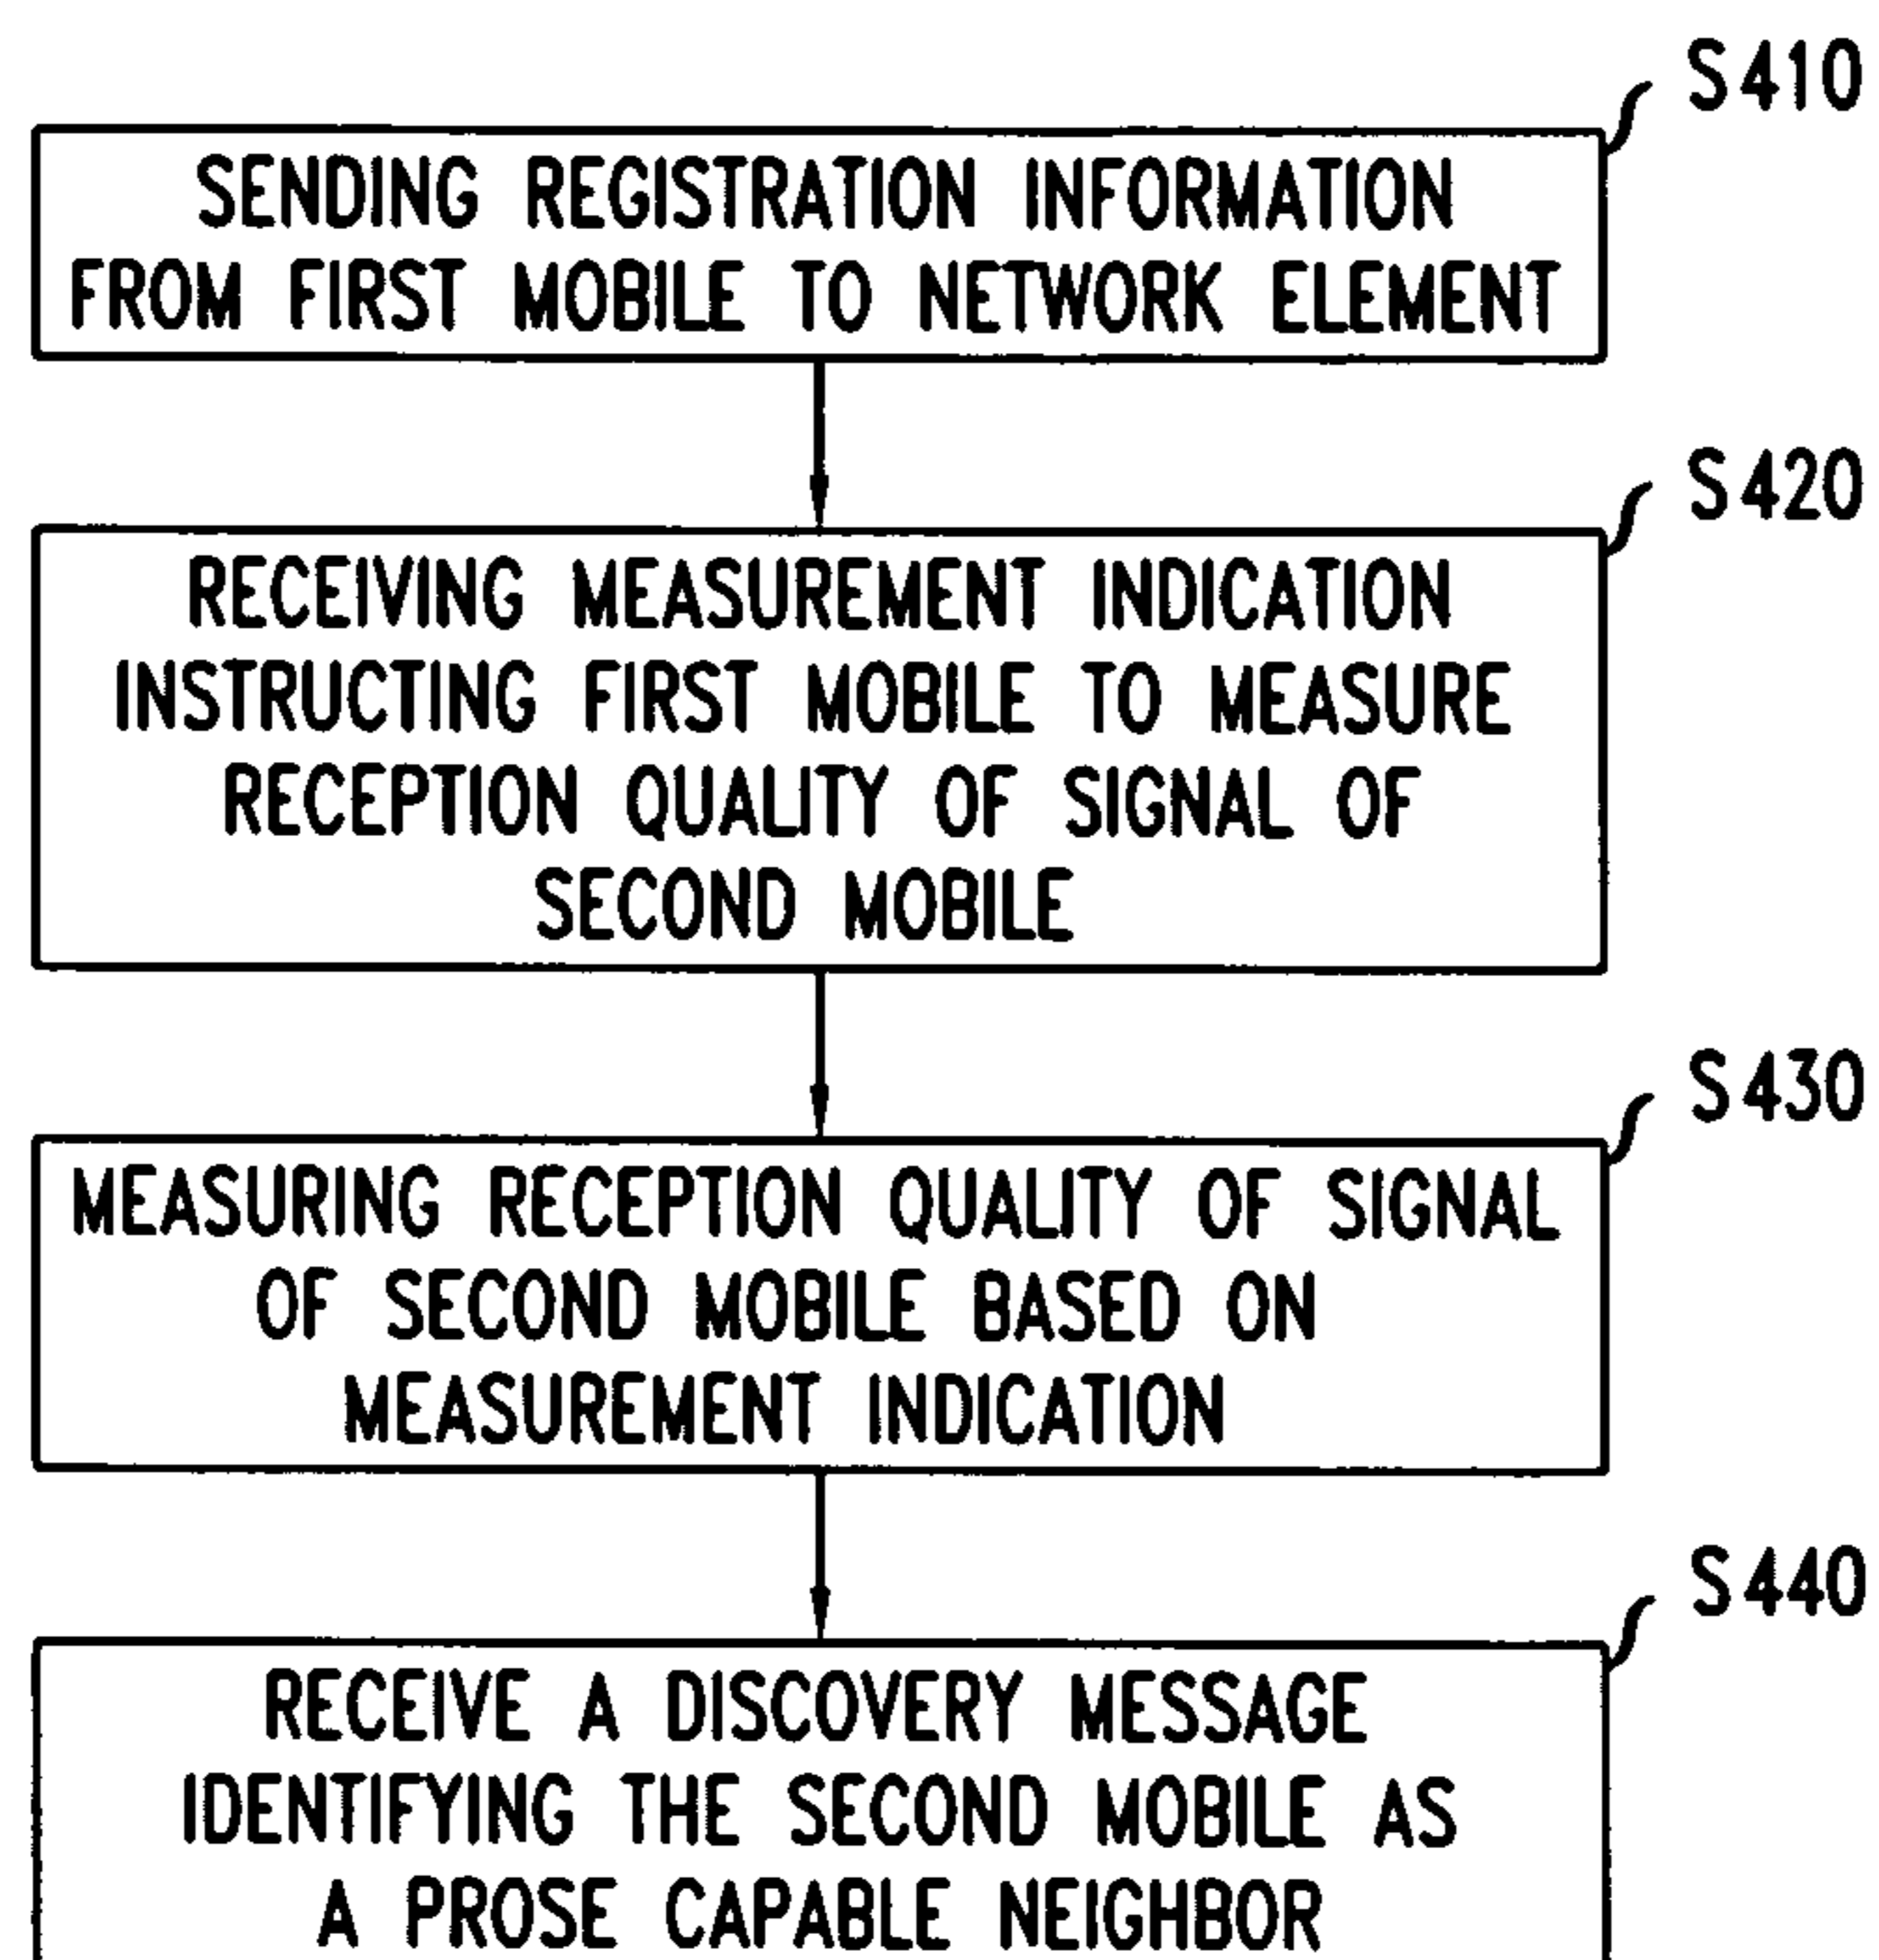 S410
SENDING REGISTRATION INFORMATION
FROM FIRST MOBILE TO NETWORK ELEMENT
S420
RECEIVING MEASUREMENT INDICATION
INSTRUCTING FIRST MOBILE TO MEASURE
RECEPTION QUALITY OF SIGNAL OF
SECOND MOBILE
S430
MEASURING RECEPTION QUALITY OF SIGNAL
OF SECOND MOBILE BASED ON
MEASUREMENT INDICATION
S440
RECEIVE A DISCOVERY MESSAGE
IDENTIFYING THE SECOND MOBILE AS
A PROSE CAPABLE NEIGHBOR